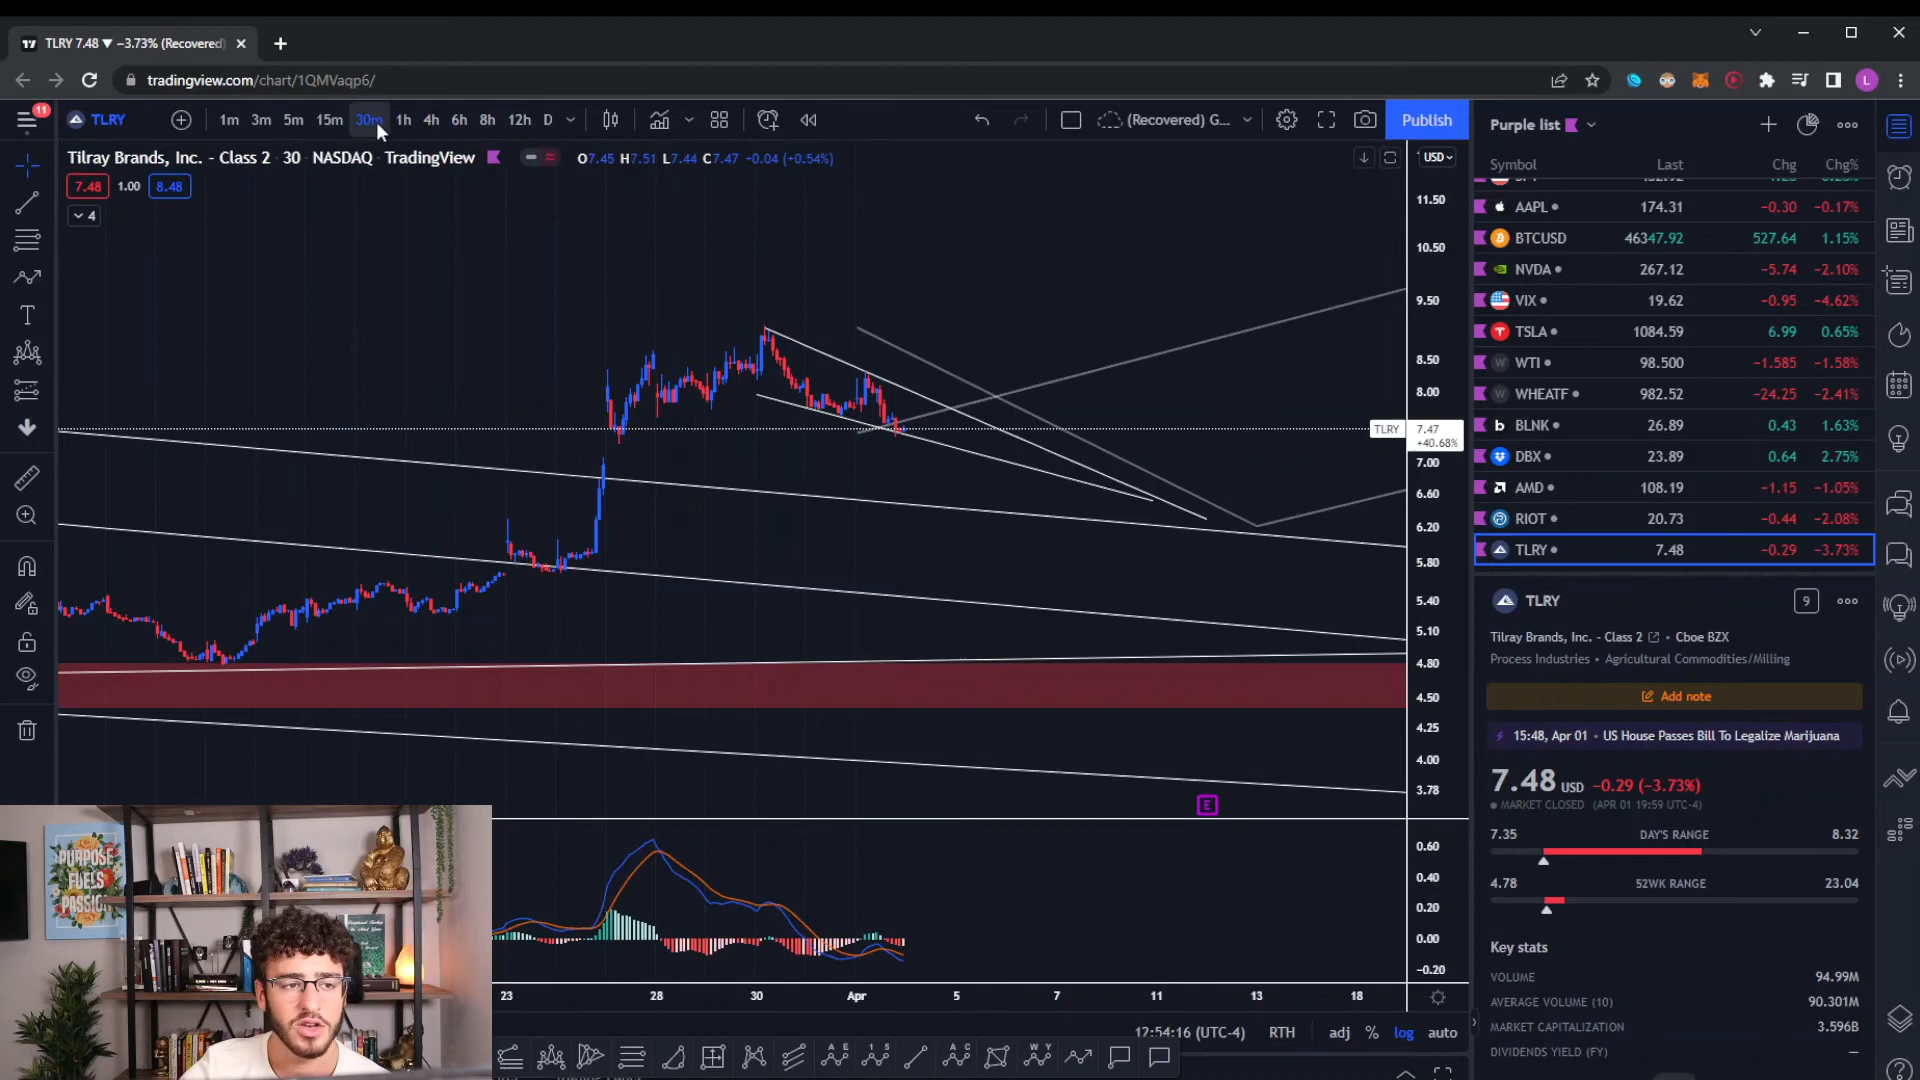 TLRY 7.48 ▼ −3.73% (Recovered)
tradingview.com/chart/1QMVaqp6/
11
TLRY
1m 3m 5m 15m 30m 1h 4h 6h 8h 12h D
(Recovered) G...
Publish
Tilray Brands, Inc. - Class 2 · 30 · NASDAQ · TradingView
O7.45 H7.51 L7.44 C7.47 +0.04 (+0.54%)
7.48 1.00 8.48
4
USD
11.50
10.50
9.50
8.50
8.00
TLRY 7.47
+40.68%
7.00
6.60
6.20
5.80
5.40
5.10
4.80
4.50
4.25
4.00
3.78
E
0.60
0.40
0.20
0.00
−0.20
23 28 30 Apr 5 7 11 13 18
17:54:16 (UTC-4) RTH adj % log auto
Purple list
Symbol Last Chg Chg%
AAPL 174.31 −0.30 −0.17%
BTCUSD 46347.92 527.64 1.15%
NVDA 267.12 −5.74 −2.10%
VIX 19.62 −0.95 −4.62%
TSLA 1084.59 6.99 0.65%
WTI 98.500 −1.585 −1.58%
WHEATF 982.52 −24.25 −2.41%
BLNK 26.89 0.43 1.63%
DBX 23.89 0.64 2.75%
AMD 108.19 −1.15 −1.05%
RIOT 20.73 −0.44 −2.08%
TLRY 7.48 −0.29 −3.73%
TLRY
9
Tilray Brands, Inc. - Class 2 • Cboe BZX
Process Industries • Agricultural Commodities/Milling
Add note
15:48, Apr 01 • US House Passes Bill To Legalize Marijuana
7.48 USD −0.29 (−3.73%)
MARKET CLOSED (APR 01 19:59 UTC-4)
7.35 DAY'S RANGE 8.32
4.78 52WK RANGE 23.04
Key stats
VOLUME 94.99M
AVERAGE VOLUME (10) 90.301M
MARKET CAPITALIZATION 3.596B
DIVIDENDS YIELD (FY) —
PURPOSE
FUELS
PASSION